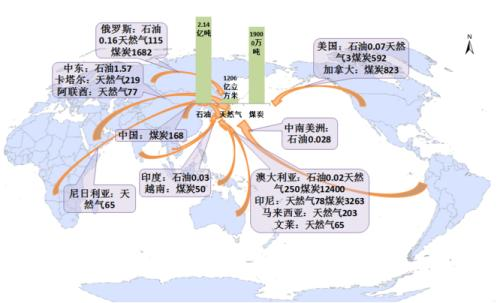 俄罗斯：石油
0.16天然气115
煤炭1682
2.14
亿吨
1900
0万吨
美国：石油0.07天然
气3煤炭592
加拿大：煤炭823
N
中东：石油1.57
卡塔尔：天然气219
阿联酋：天然气77
1206
亿立
方米
石油 天然气 煤炭
中国：煤炭168
中南美洲：
石油0.028
印度：石油0.03
越南：煤炭50
澳大利亚：石油0.02天然
气250煤炭12400
印尼：天然气78煤炭3263
马来西亚：天然气203
文莱：天然气65
尼日利亚：天
然气65